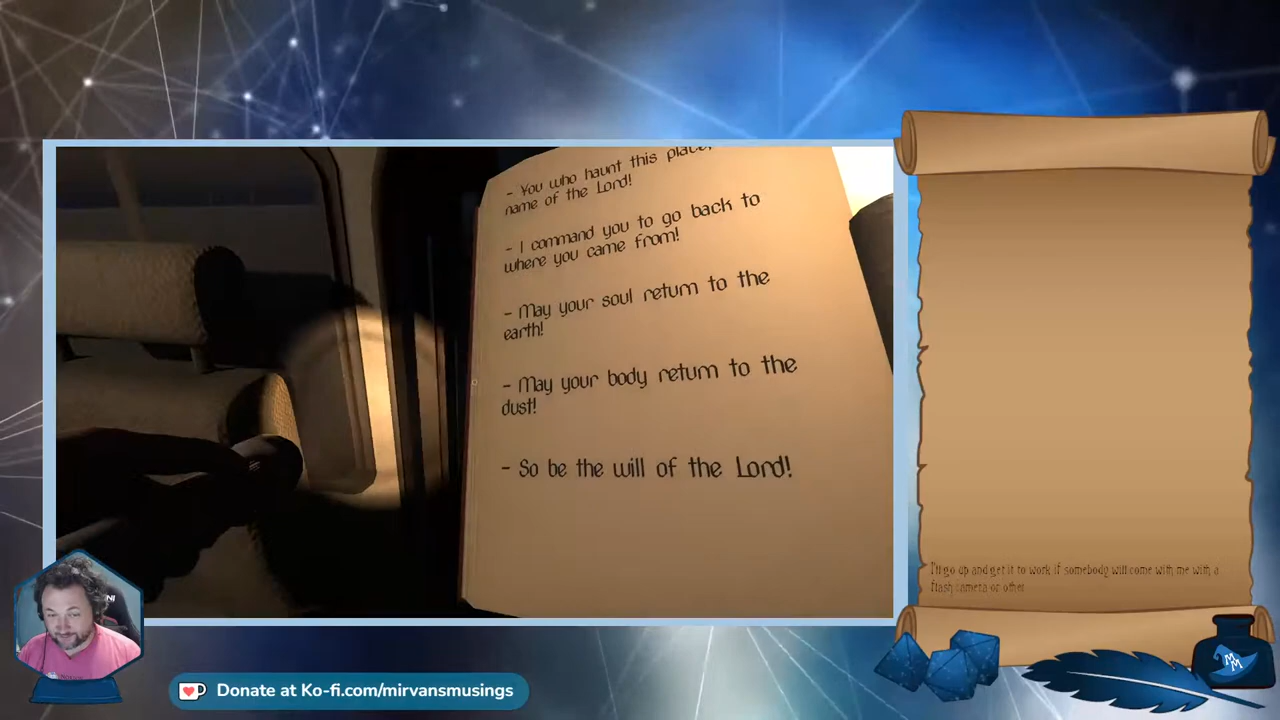 - You who haunt this place,
name of the Lord!
- I command you to go back to
where you came from!
- May your soul return to the
earth!
- May your body return to the
dust!
- So be the will of the Lord!
I'll go up and get it to work if somebody will come with me with a
flash camera or other
NI
MM
Donate at Ko-fi.com/mirvansmusings